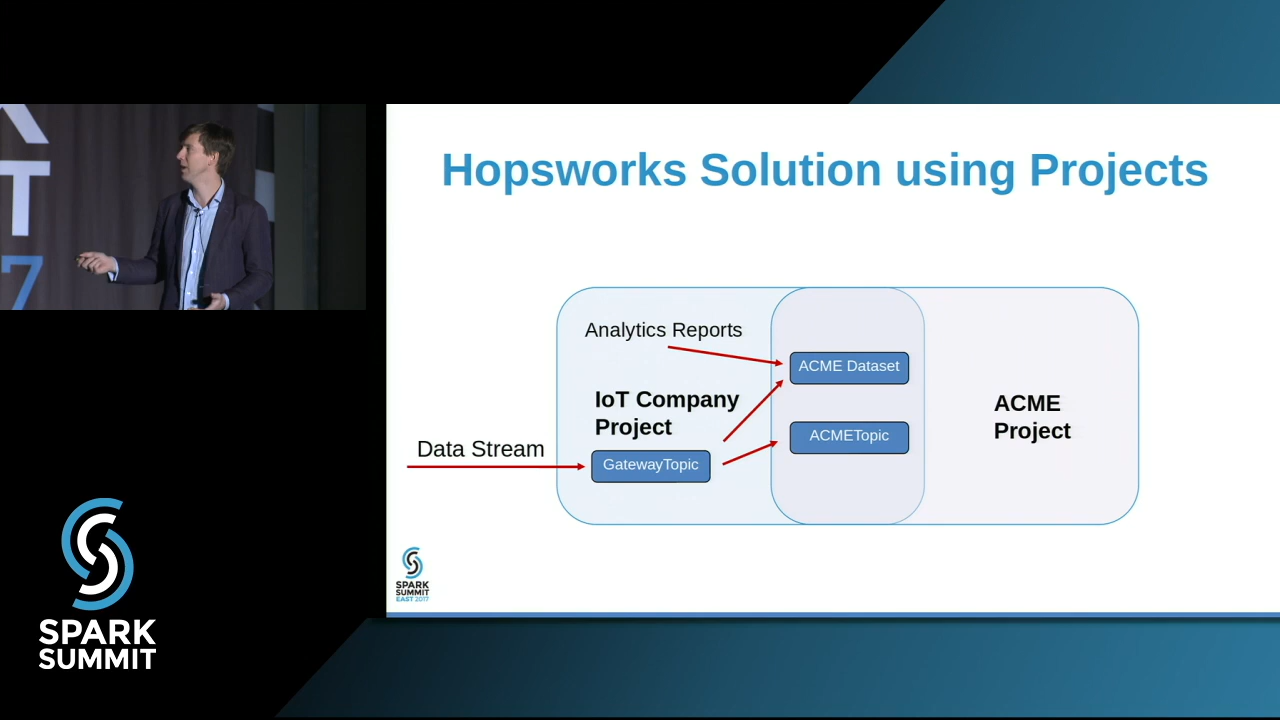 Hopsworks Solution using Projects
Analytics Reports
ACME Dataset
IoT Company
Project
ACME
Project
ACMETopic
Data Stream
GatewayTopic
SPARK
SUMMIT
EAST 2017
SPARK
SUMMIT
T
7